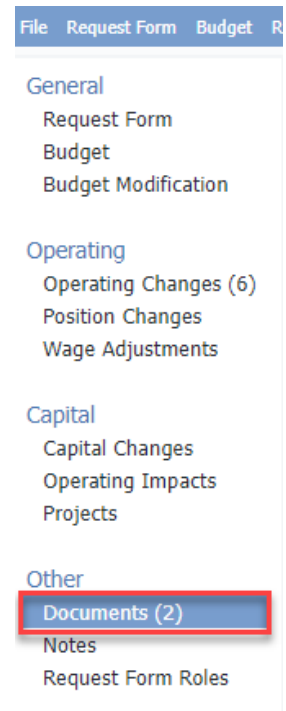 File Request Form Budget R
General
Request Form
Budget
Budget Modification
Operating
Operating Changes (6)
Position Changes
Wage Adjustments
Capital
Capital Changes
Operating Impacts
Projects
Other
Documents (2)
Notes
Request Form Roles